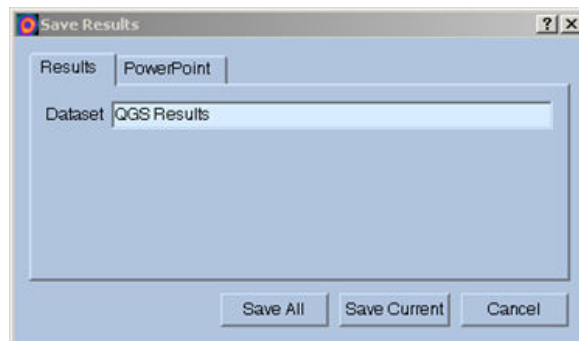 Save Results
? X
Results PowerPoint
Dataset QGS Results
Save All Save Current Cancel